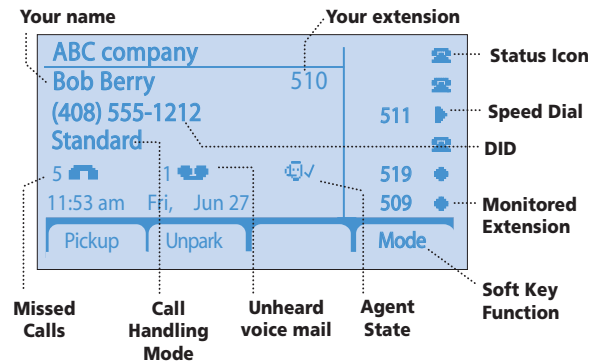 Your name
Your extension
ABC company
Status Icon
Bob Berry 510
(408) 555-1212 511
Speed Dial
DID
Standard
5 1 519
11:53 am Fri, Jun 27 509
Monitored
Extension
Pickup Unpark Mode
Soft Key
Function
Missed
Calls
Call
Handling
Mode
Unheard
voice mail
Agent
State